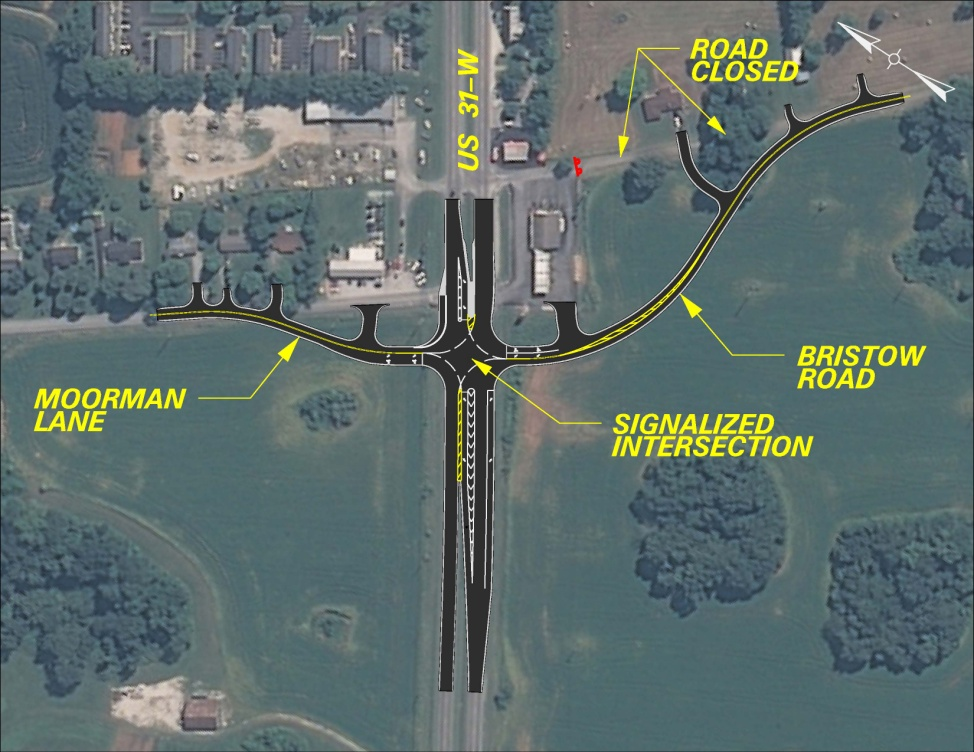 US 31-W
ROAD
CLOSED
MOORMAN
LANE
BRISTOW
ROAD
SIGNALIZED
INTERSECTION